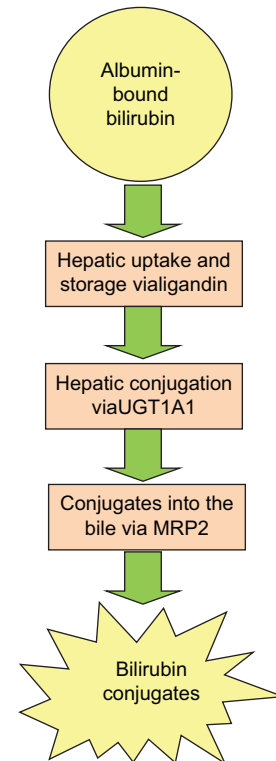 Albumin-
bound
bilirubin
Hepatic uptake and
storage vialigandin
Hepatic conjugation
viaUGT1A1
Conjugates into the
bile via MRP2
Bilirubin
conjugates